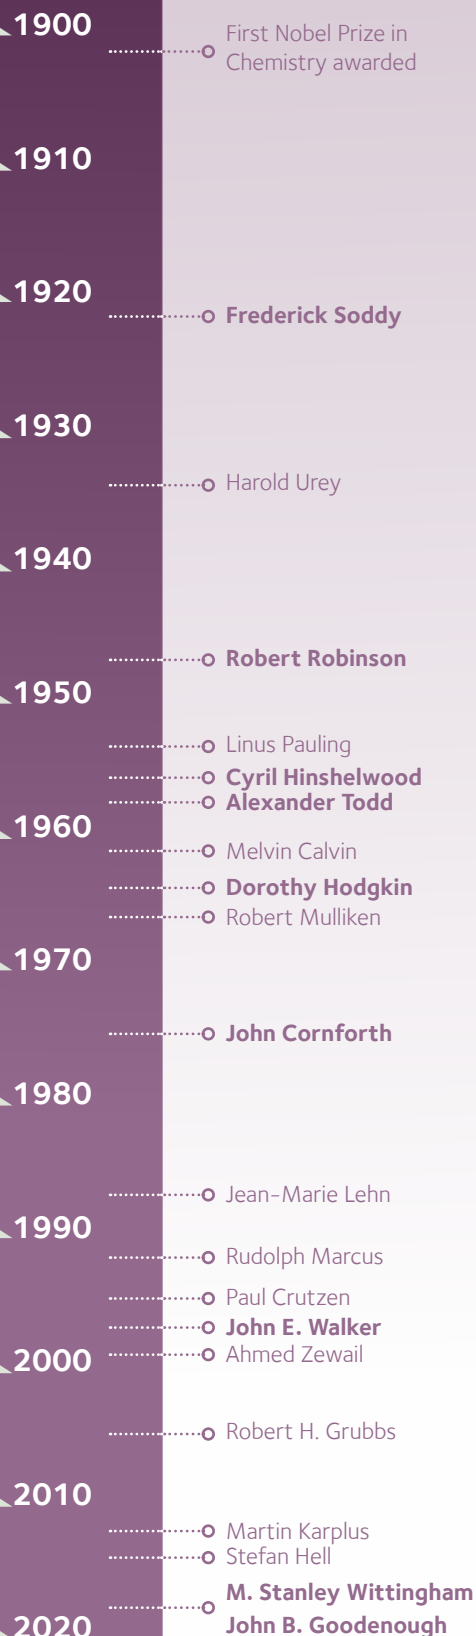 1900
First Nobel Prize in
Chemistry awarded
1910
1920
Frederick Soddy
1930
Harold Urey
1940
Robert Robinson
1950
Linus Pauling
Cyril Hinshelwood
Alexander Todd
1960
Melvin Calvin
Dorothy Hodgkin
Robert Mulliken
1970
John Cornforth
1980
Jean-Marie Lehn
1990
Rudolph Marcus
Paul Crutzen
John E. Walker
2000
Ahmed Zewail
Robert H. Grubbs
2010
Martin Karplus
Stefan Hell
M. Stanley Wittingham
2020
John B. Goodenough